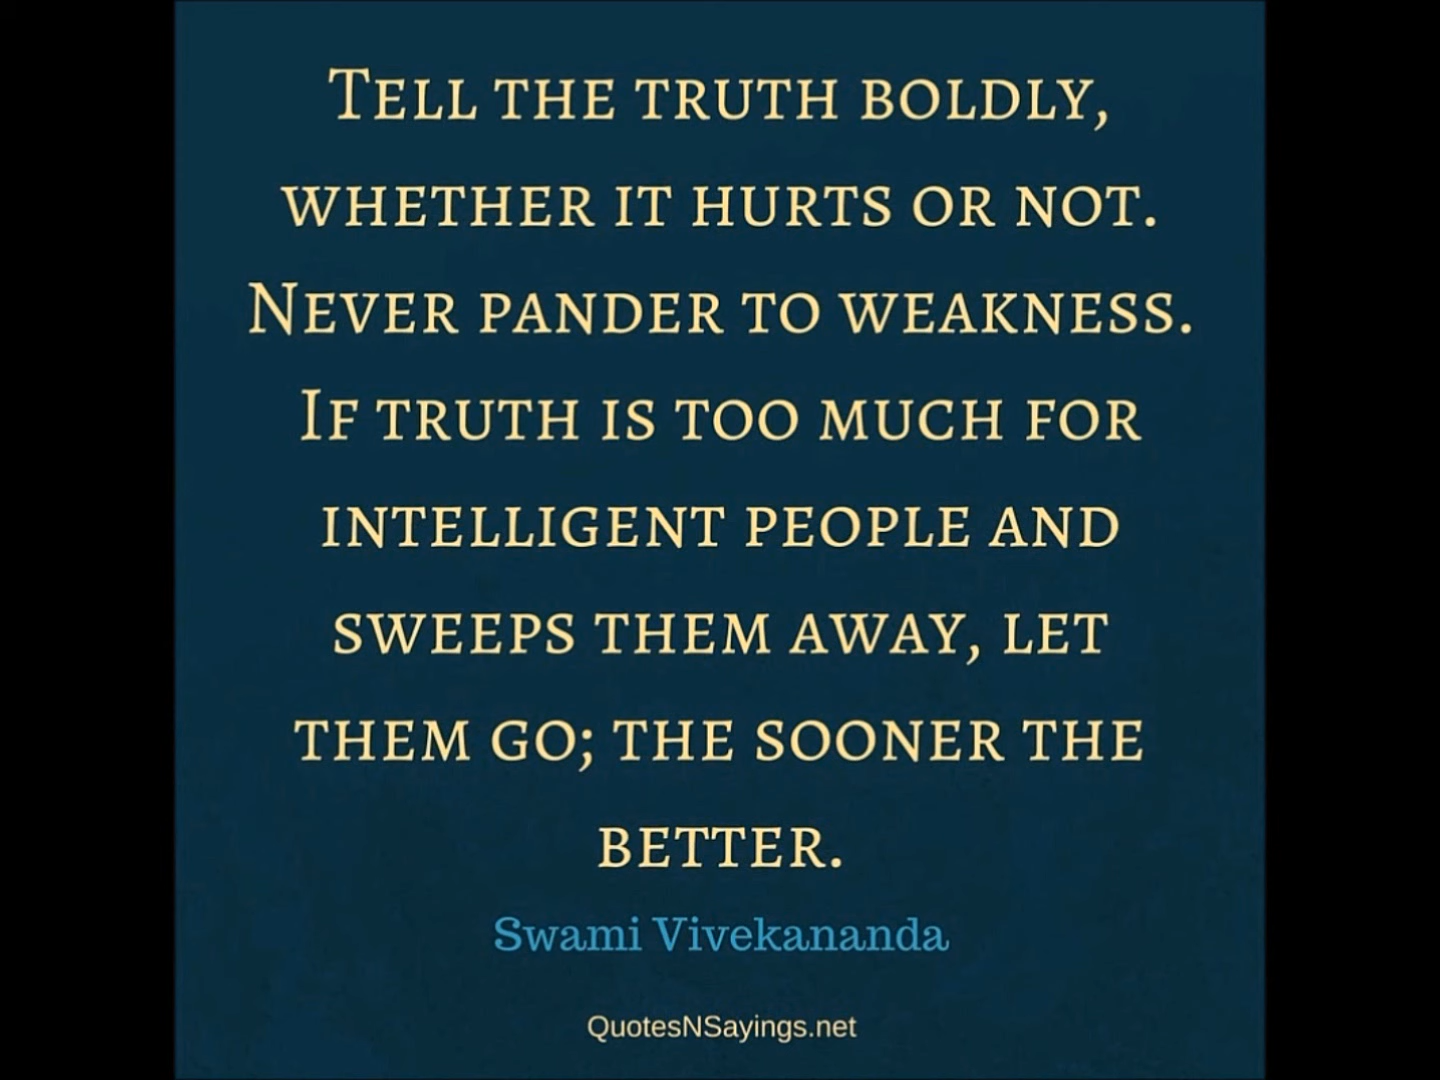 Tell the truth boldly,
whether it hurts or not.
Never pander to weakness.
If truth is too much for
intelligent people and
sweeps them away, let
them go; the sooner the
better.
Swami Vivekananda
QuotesNSayings.net